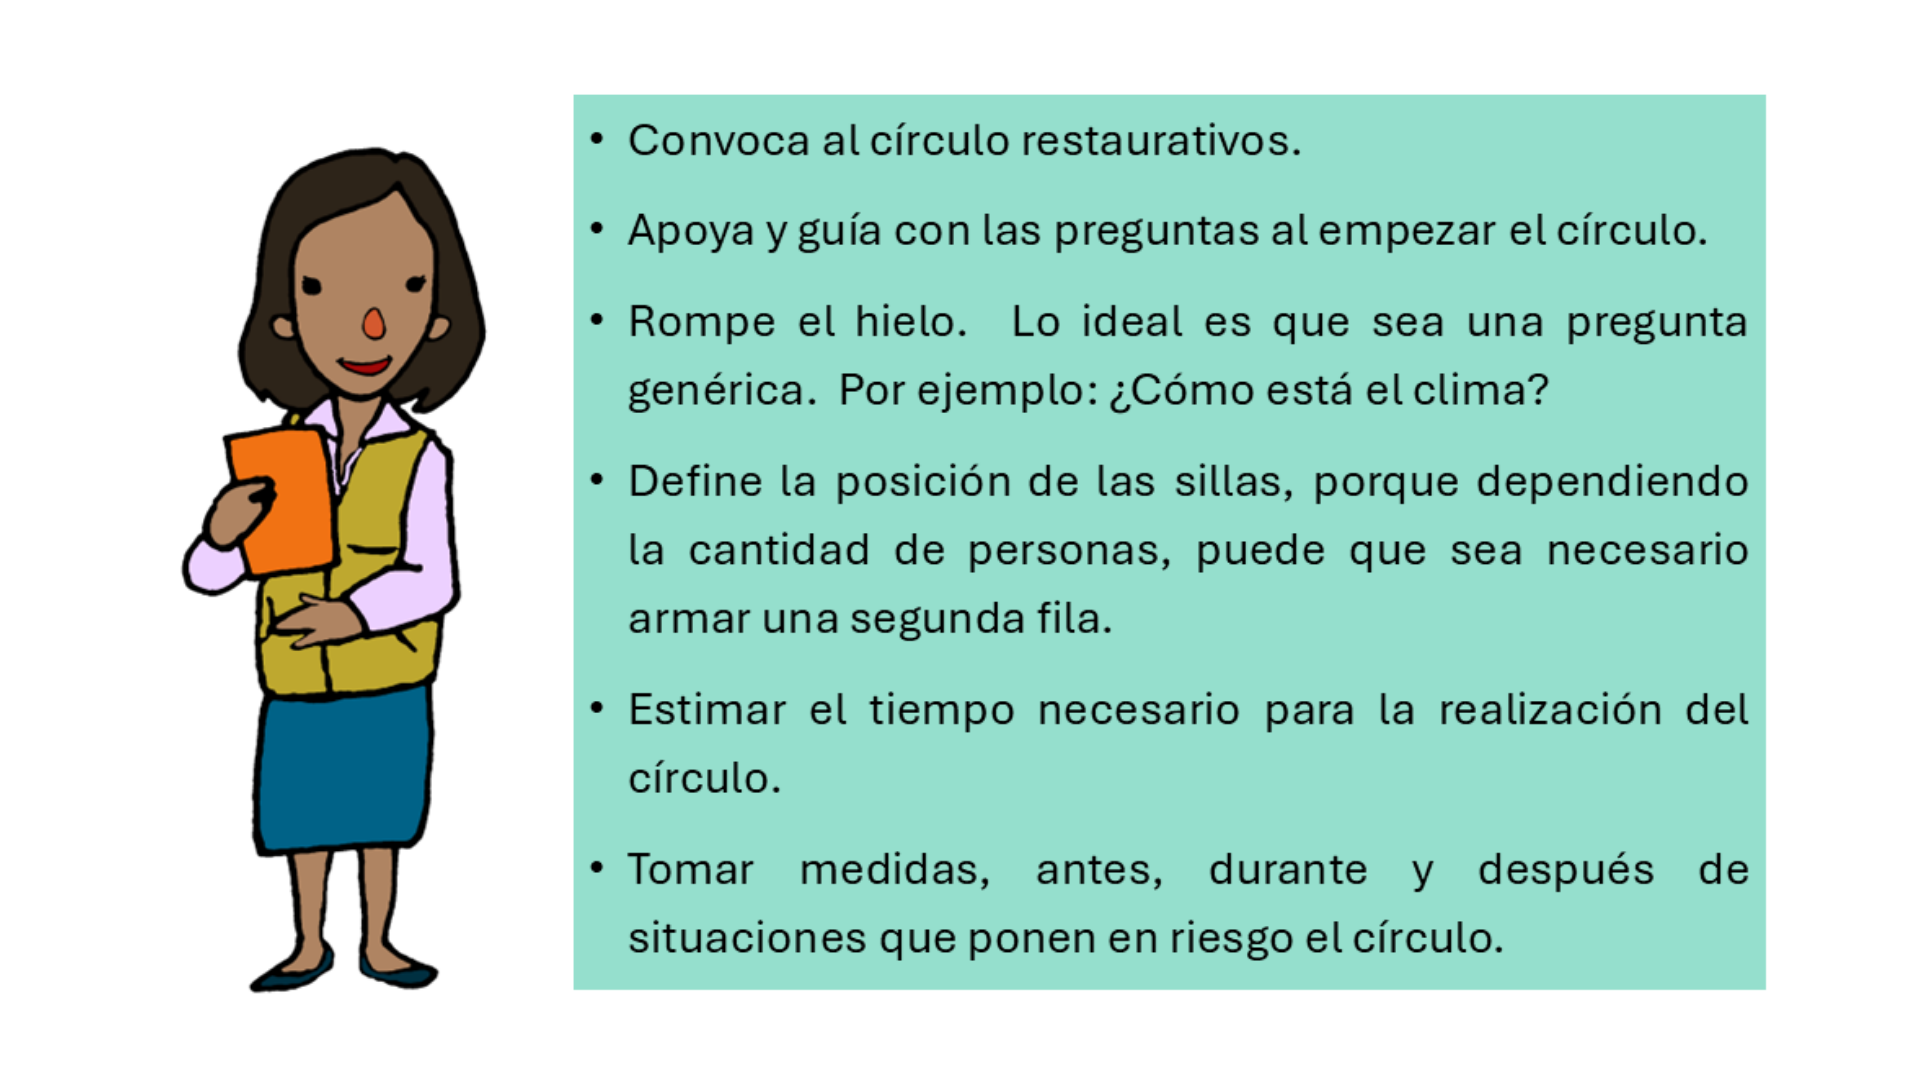 • Convoca al círculo restaurativos.
• Apoya y guía con las preguntas al empezar el círculo.
• Rompe el hielo. Lo ideal es que sea una pregunta
genérica. Por ejemplo: ¿Cómo está el clima?
• Define la posición de las sillas, porque dependiendo
la cantidad de personas, puede que sea necesario
armar una segunda fila.
• Estimar el tiempo necesario para la realización del
círculo.
• Tomar medidas, antes, durante y después de
situaciones que ponen en riesgo el círculo.